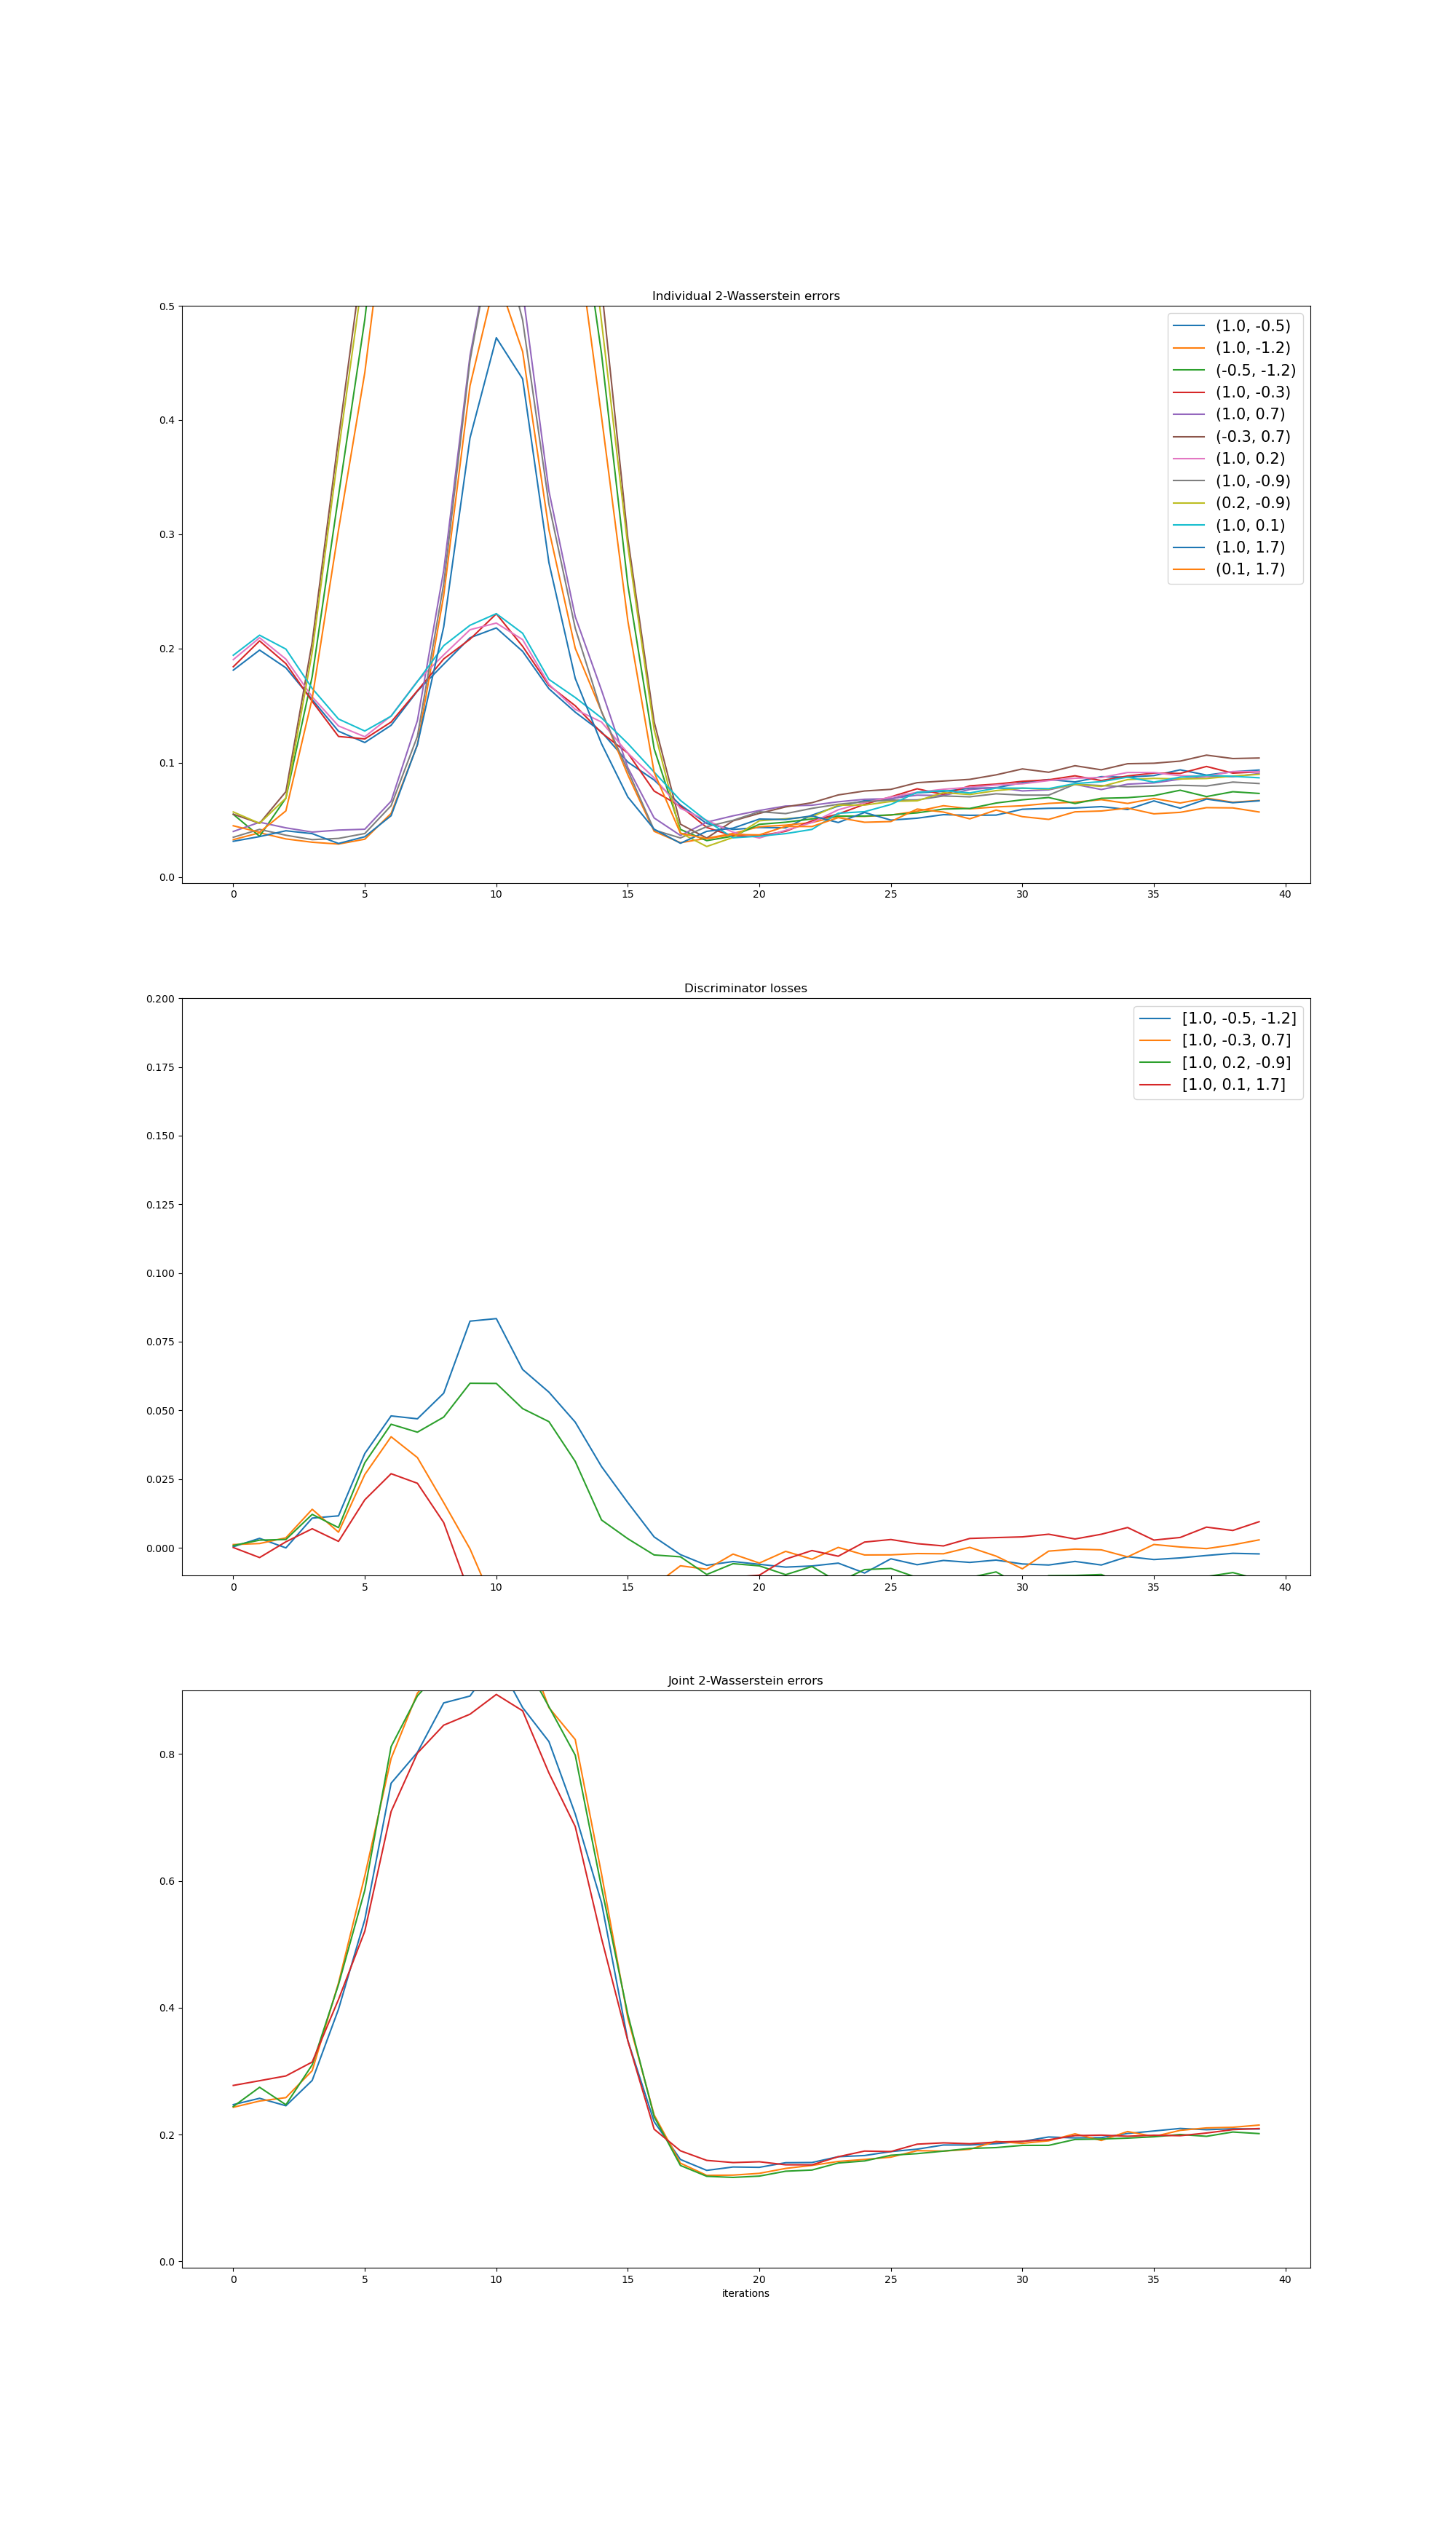 Individual 2-Wasserstein errors
0.5
0.4
0.3
0.2
0.1
0.0
(1.0, -0.5)
(1.0, -1.2)
(-0.5, -1.2)
(1.0, -0.3)
(1.0, 0.7)
(-0.3, 0.7)
(1.0, 0.2)
(1.0, -0.9)
(0.2, -0.9)
(1.0, 0.1)
(1.0, 1.7)
(0.1, 1.7)
0 5 10 15 20 25 30 35 40
Discriminator losses
0.200
0.175
0.150
0.125
0.100
0.075
0.050
0.025
0.000
[1.0, -0.5, -1.2]
[1.0, -0.3, 0.7]
[1.0, 0.2, -0.9]
[1.0, 0.1, 1.7]
0 5 10 15 20 25 30 35 40
Joint 2-Wasserstein errors
0.8
0.6
0.4
0.2
0.0
0 5 10 15 20 25 30 35 40
iterations